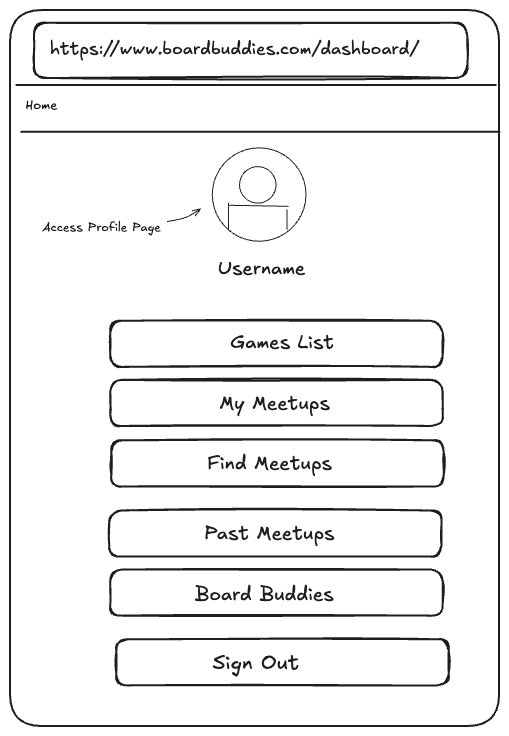 https://www.boardbuddies.com/dashboard/
Home
Access Profile Page
Username
Games List
My Meetups
Find Meetups
Past Meetups
Board Buddies
Sign Out